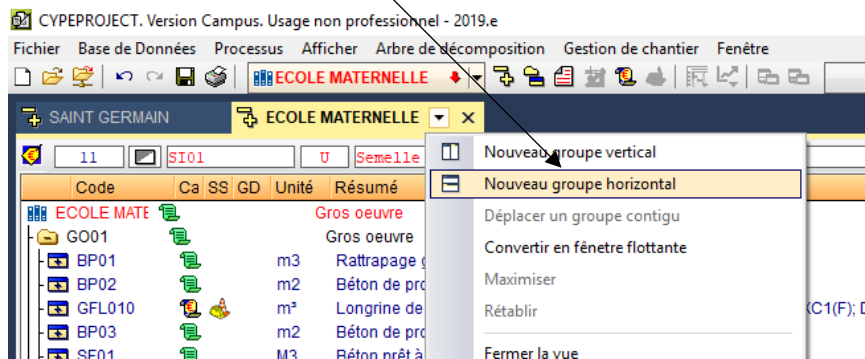 CYPEPROJECT. Version Campus. Usage non professionnel - 2019.e
Fichier Base de Données Processus Afficher Arbre de décomposition Gestion de chantier Fenêtre
ECOLE MATERNELLE
SAINT GERMAIN ECOLE MATERNELLE
11 SI01 U Semelle
Code Ca SS GD Unité Résumé
ECOLE MATE Gros oeuvre
GO01 Gros oeuvre
BP01 m3 Rattrapage
BP02 m2 Béton de pro
GFL010 m³ Longrine de
BP03 m2 Béton de pro
SF01 M3 Béton prêt à
Nouveau groupe vertical
Nouveau groupe horizontal
Déplacer un groupe contigu
Convertir en fênetre flottante
Maximiser
Rétablir
Fermer la vue
XC1(F); D